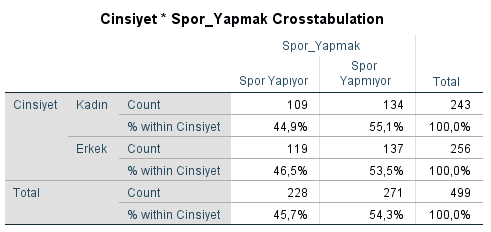 Cinsiyet * Spor_Yapmak Crosstabulation
Spor_Yapmak
Spor Yapıyor Spor Yapmıyor Total
Cinsiyet Kadın Count 109 134 243
% within Cinsiyet 44,9% 55,1% 100,0%
Erkek Count 119 137 256
% within Cinsiyet 46,5% 53,5% 100,0%
Total Count 228 271 499
% within Cinsiyet 45,7% 54,3% 100,0%